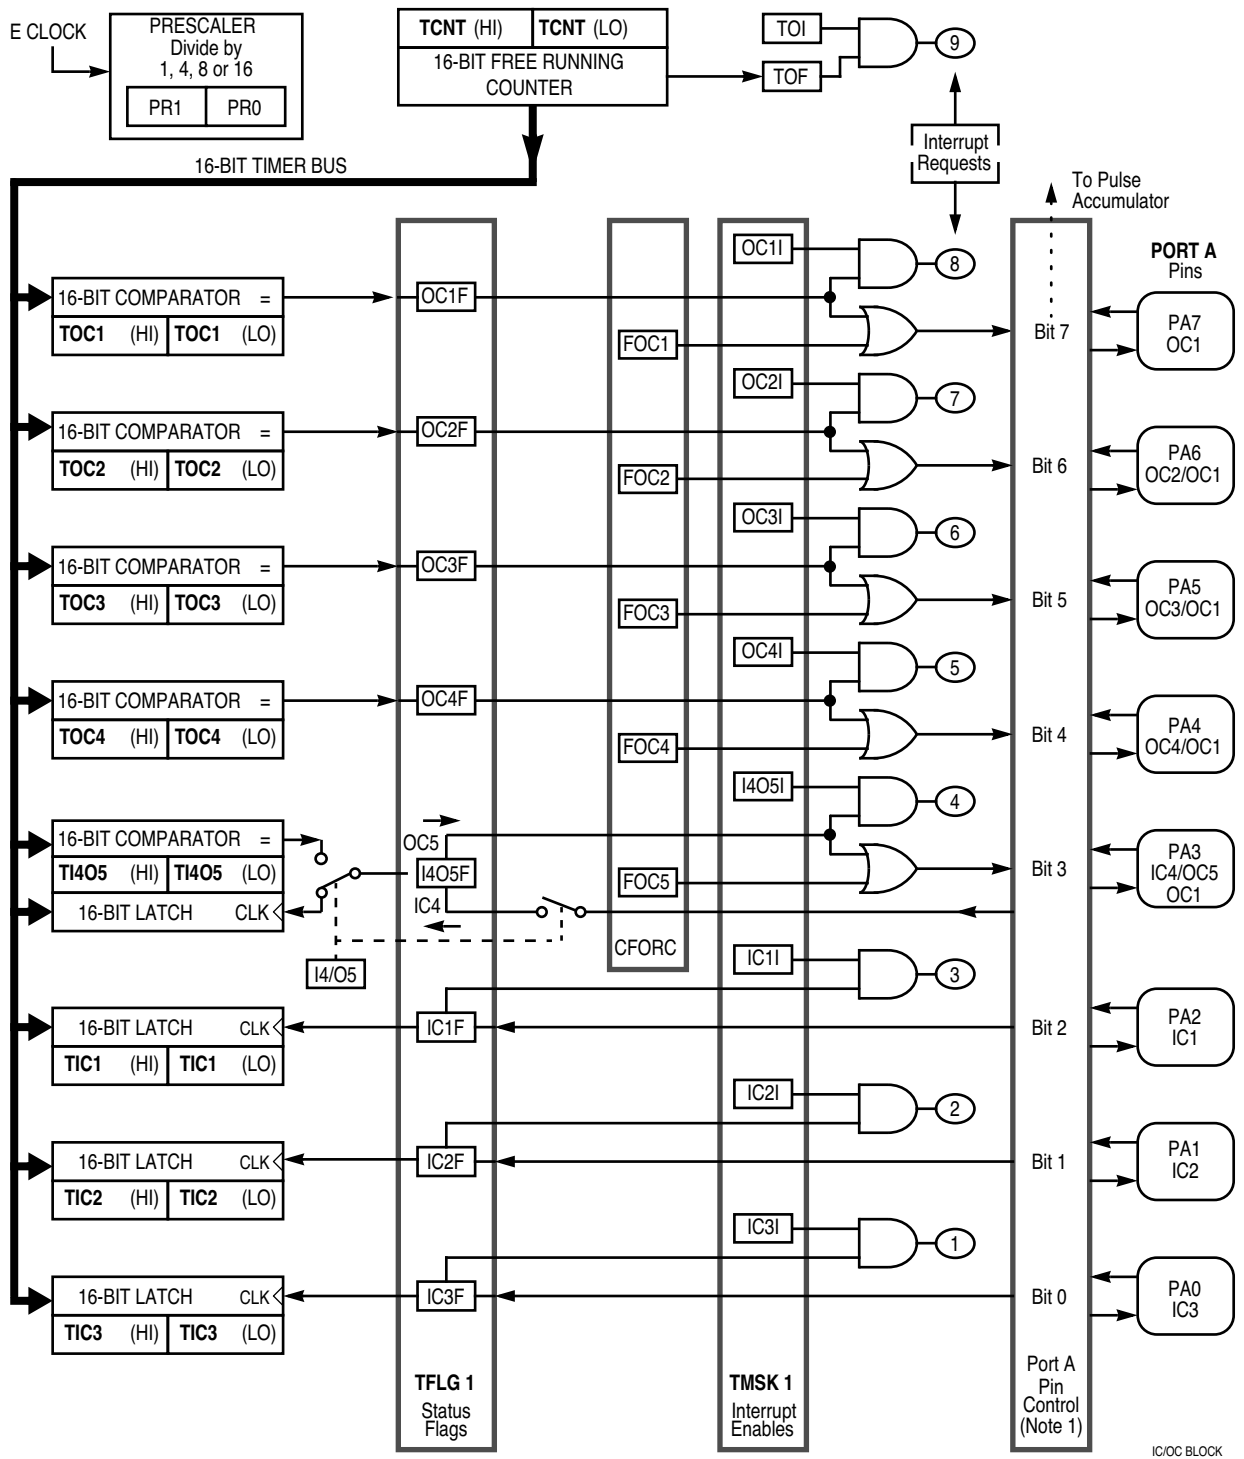 E CLOCK
PRESCALER
Divide by
1, 4, 8 or 16
PR1 PR0
TCNT (HI) TCNT (LO)
16-BIT FREE RUNNING
COUNTER
TOI
TOF
9
Interrupt
Requests
16-BIT TIMER BUS
To Pulse
Accumulator
PORT A
Pins
OC1I
8
16-BIT COMPARATOR =
TOC1 (HI) TOC1 (LO)
OC1F
FOC1
Bit 7
PA7
OC1
OC2I
7
16-BIT COMPARATOR =
TOC2 (HI) TOC2 (LO)
OC2F
FOC2
Bit 6
PA6
OC2/OC1
OC3I
6
16-BIT COMPARATOR =
TOC3 (HI) TOC3 (LO)
OC3F
FOC3
Bit 5
PA5
OC3/OC1
OC4I
5
16-BIT COMPARATOR =
TOC4 (HI) TOC4 (LO)
OC4F
FOC4
Bit 4
PA4
OC4/OC1
I4O5I
4
16-BIT COMPARATOR =
TI4O5 (HI) TI4O5 (LO)
16-BIT LATCH CLK
OC5
I4O5F
IC4
FOC5
Bit 3
PA3
IC4/OC5
OC1
I4/O5
CFORC
IC1I
3
16-BIT LATCH CLK
TIC1 (HI) TIC1 (LO)
IC1F
Bit 2
PA2
IC1
IC2I
2
16-BIT LATCH CLK
TIC2 (HI) TIC2 (LO)
IC2F
Bit 1
PA1
IC2
IC3I
1
16-BIT LATCH CLK
TIC3 (HI) TIC3 (LO)
IC3F
Bit 0
PA0
IC3
TFLG 1
Status
Flags
TMSK 1
Interrupt
Enables
Port A
Pin
Control
(Note 1)
IC/OC BLOCK